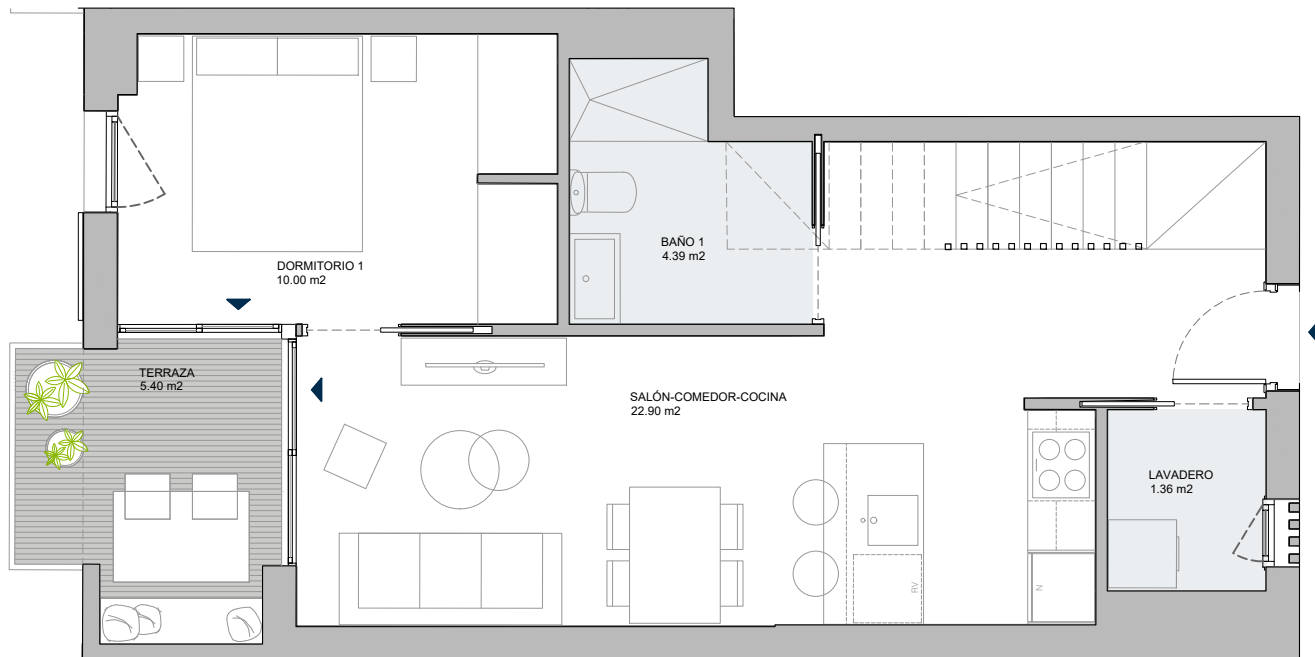 DORMITORIO 1
10.00 m2
BAÑO 1
4.39 m2
TERRAZA
5.40 m2
SALÓN-COMEDOR-COCINA
22.90 m2
LAVADERO
1.36 m2
RV
N